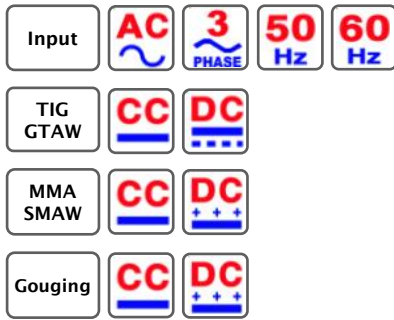 Input
AC
3
PHASE
50
Hz
60
Hz
TIG
GTAW
CC
DC
MMA
SMAW
CC
DC
+ + +
Gouging
CC
DC
+ + +